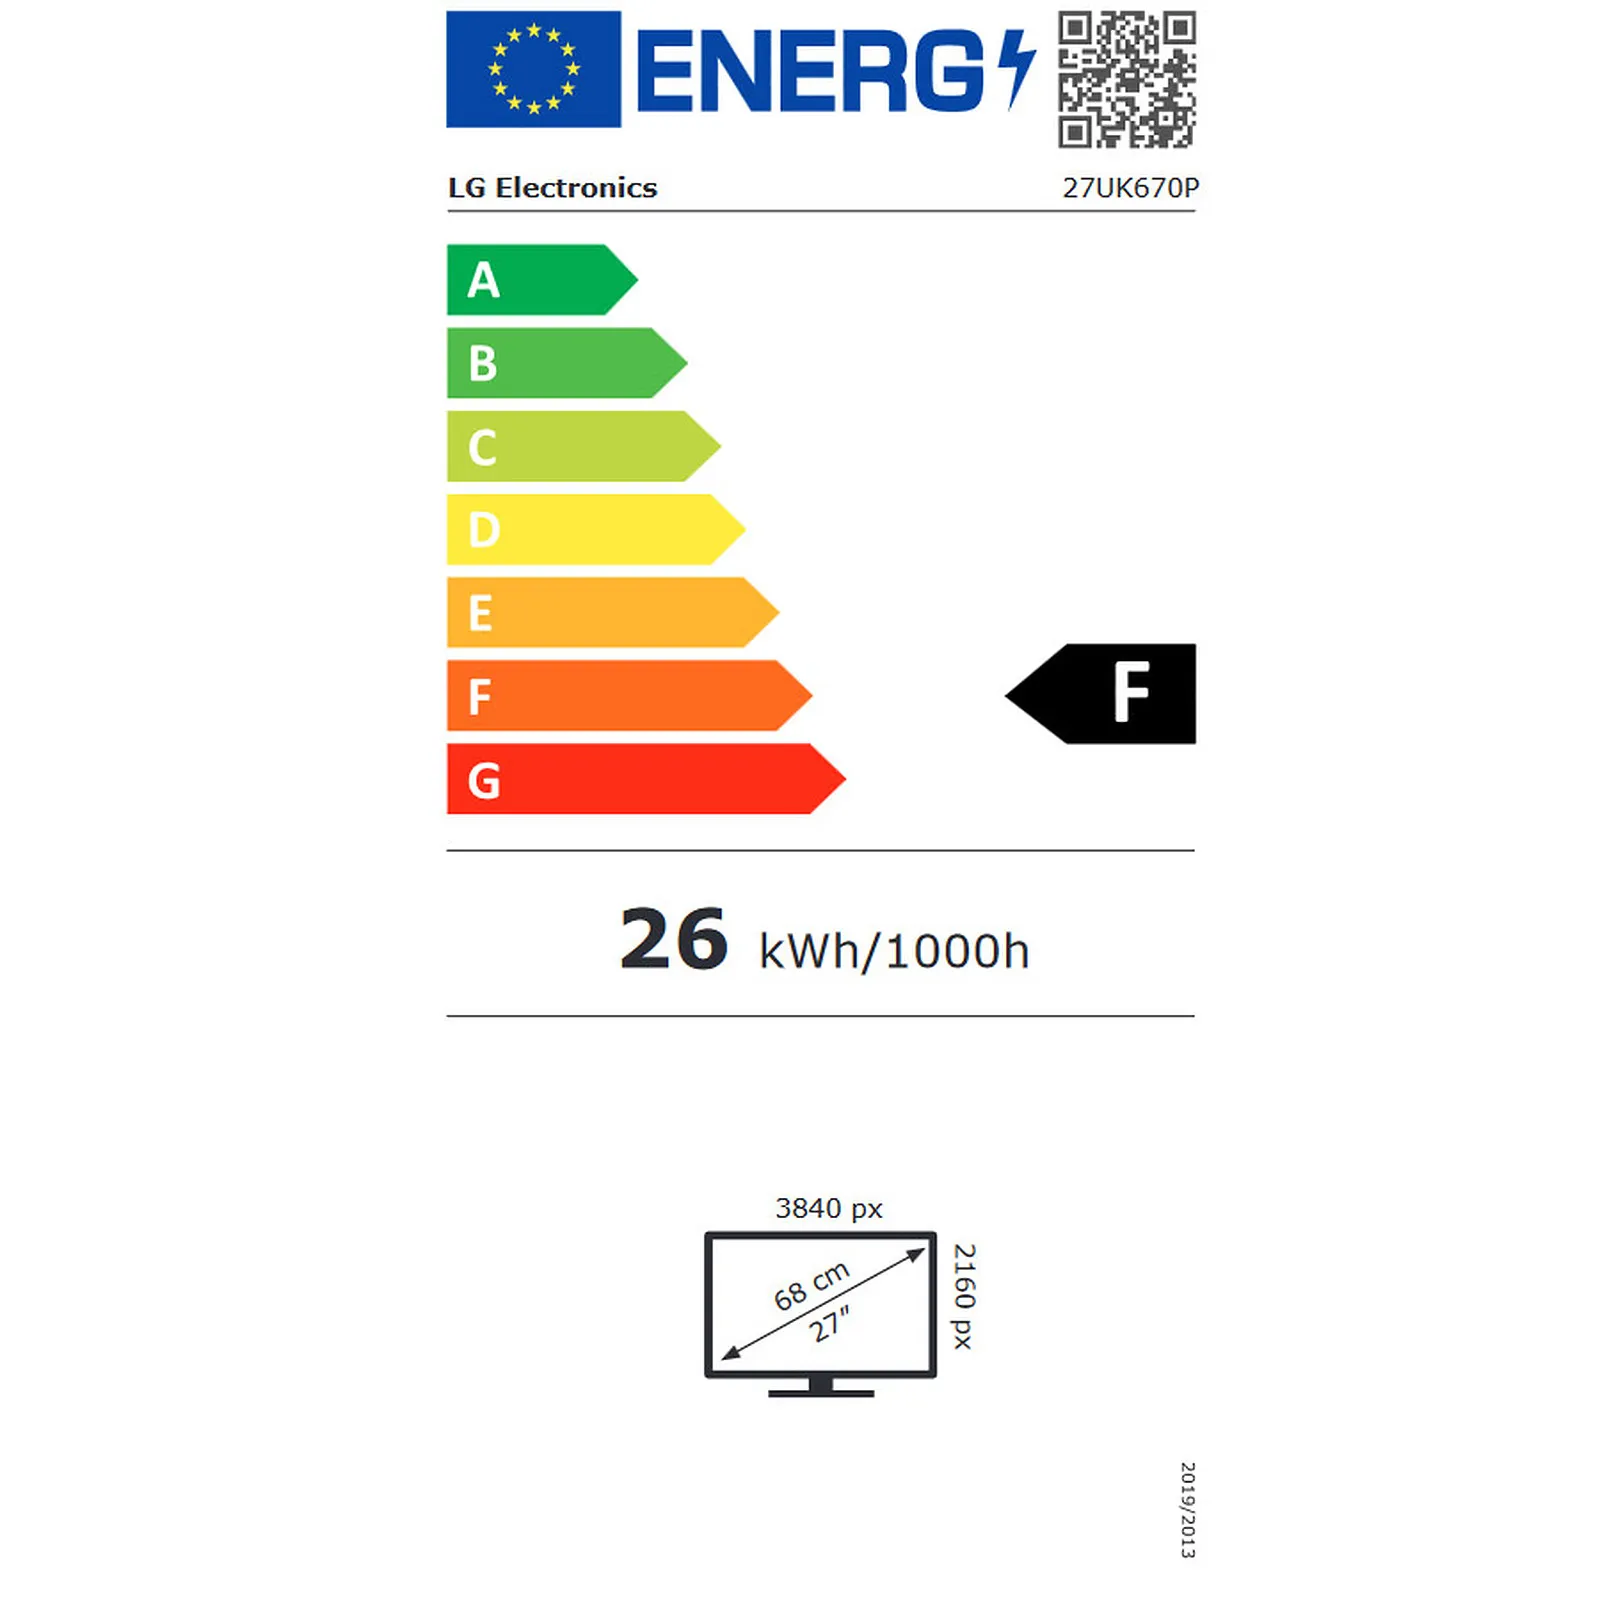 ENERG
LG Electronics 27UK670P
A
B
C
D
E
F
F
G
26 kWh/1000h
3840 px
2160 px
68 cm
27"
2019/2013